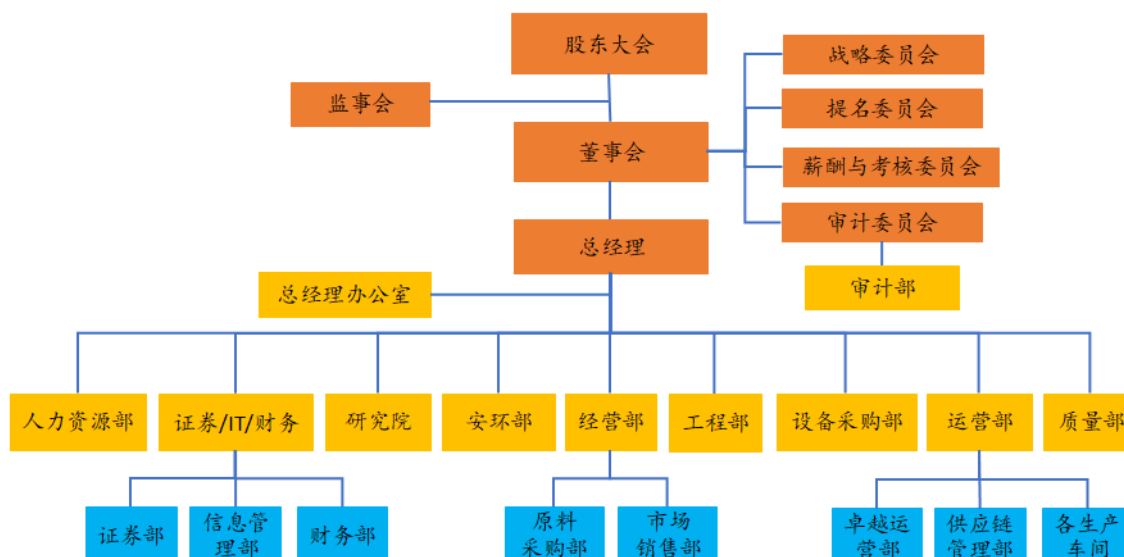 股东大会
战略委员会
监事会
提名委员会
董事会
薪酬与考核委员会
审计委员会
总经理
总经理办公室
审计部
人力资源部
证券/IT/财务
研究院
安环部
经营部
工程部
设备采购部
运营部
质量部
证券部
信息管
理部
财务部
原料
采购部
市场
销售部
卓越运
营部
供应链
管理部
各生产
车间